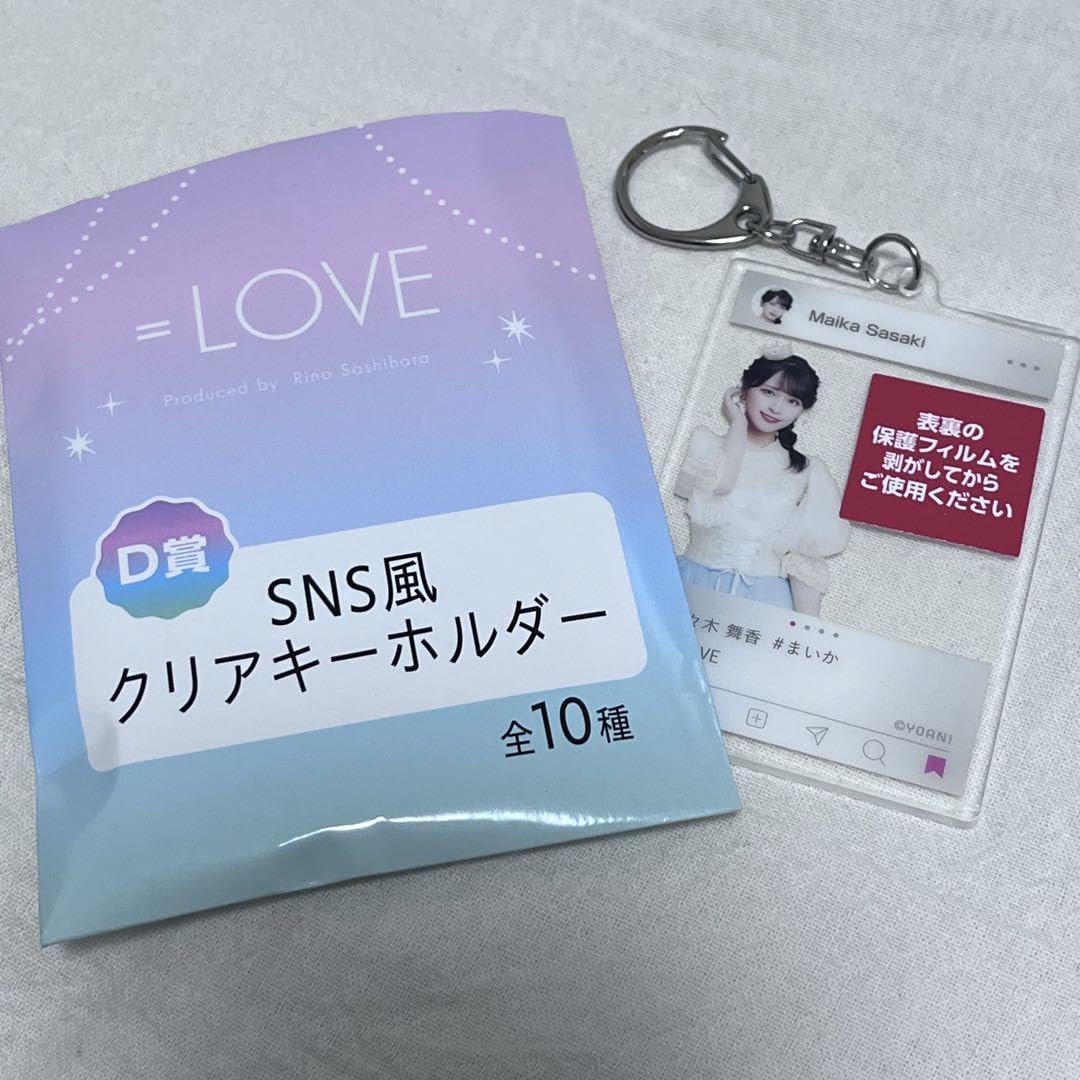 =LOVE
Produced by Rino Sashihara
D賞
SNS風
クリアキーホルダー
全10種
Maika Sasaki
表裏の
保護フィルムを
剥がしてから
ご使用ください
々木 舞香 #まいか
VE
©YOANI